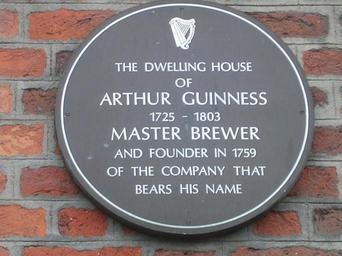 THE DWELLING HOUSE
OF
ARTHUR GUINNESS
1725 - 1803
MASTER BREWER
AND FOUNDER IN 1759
OF THE COMPANY THAT
BEARS HIS NAME